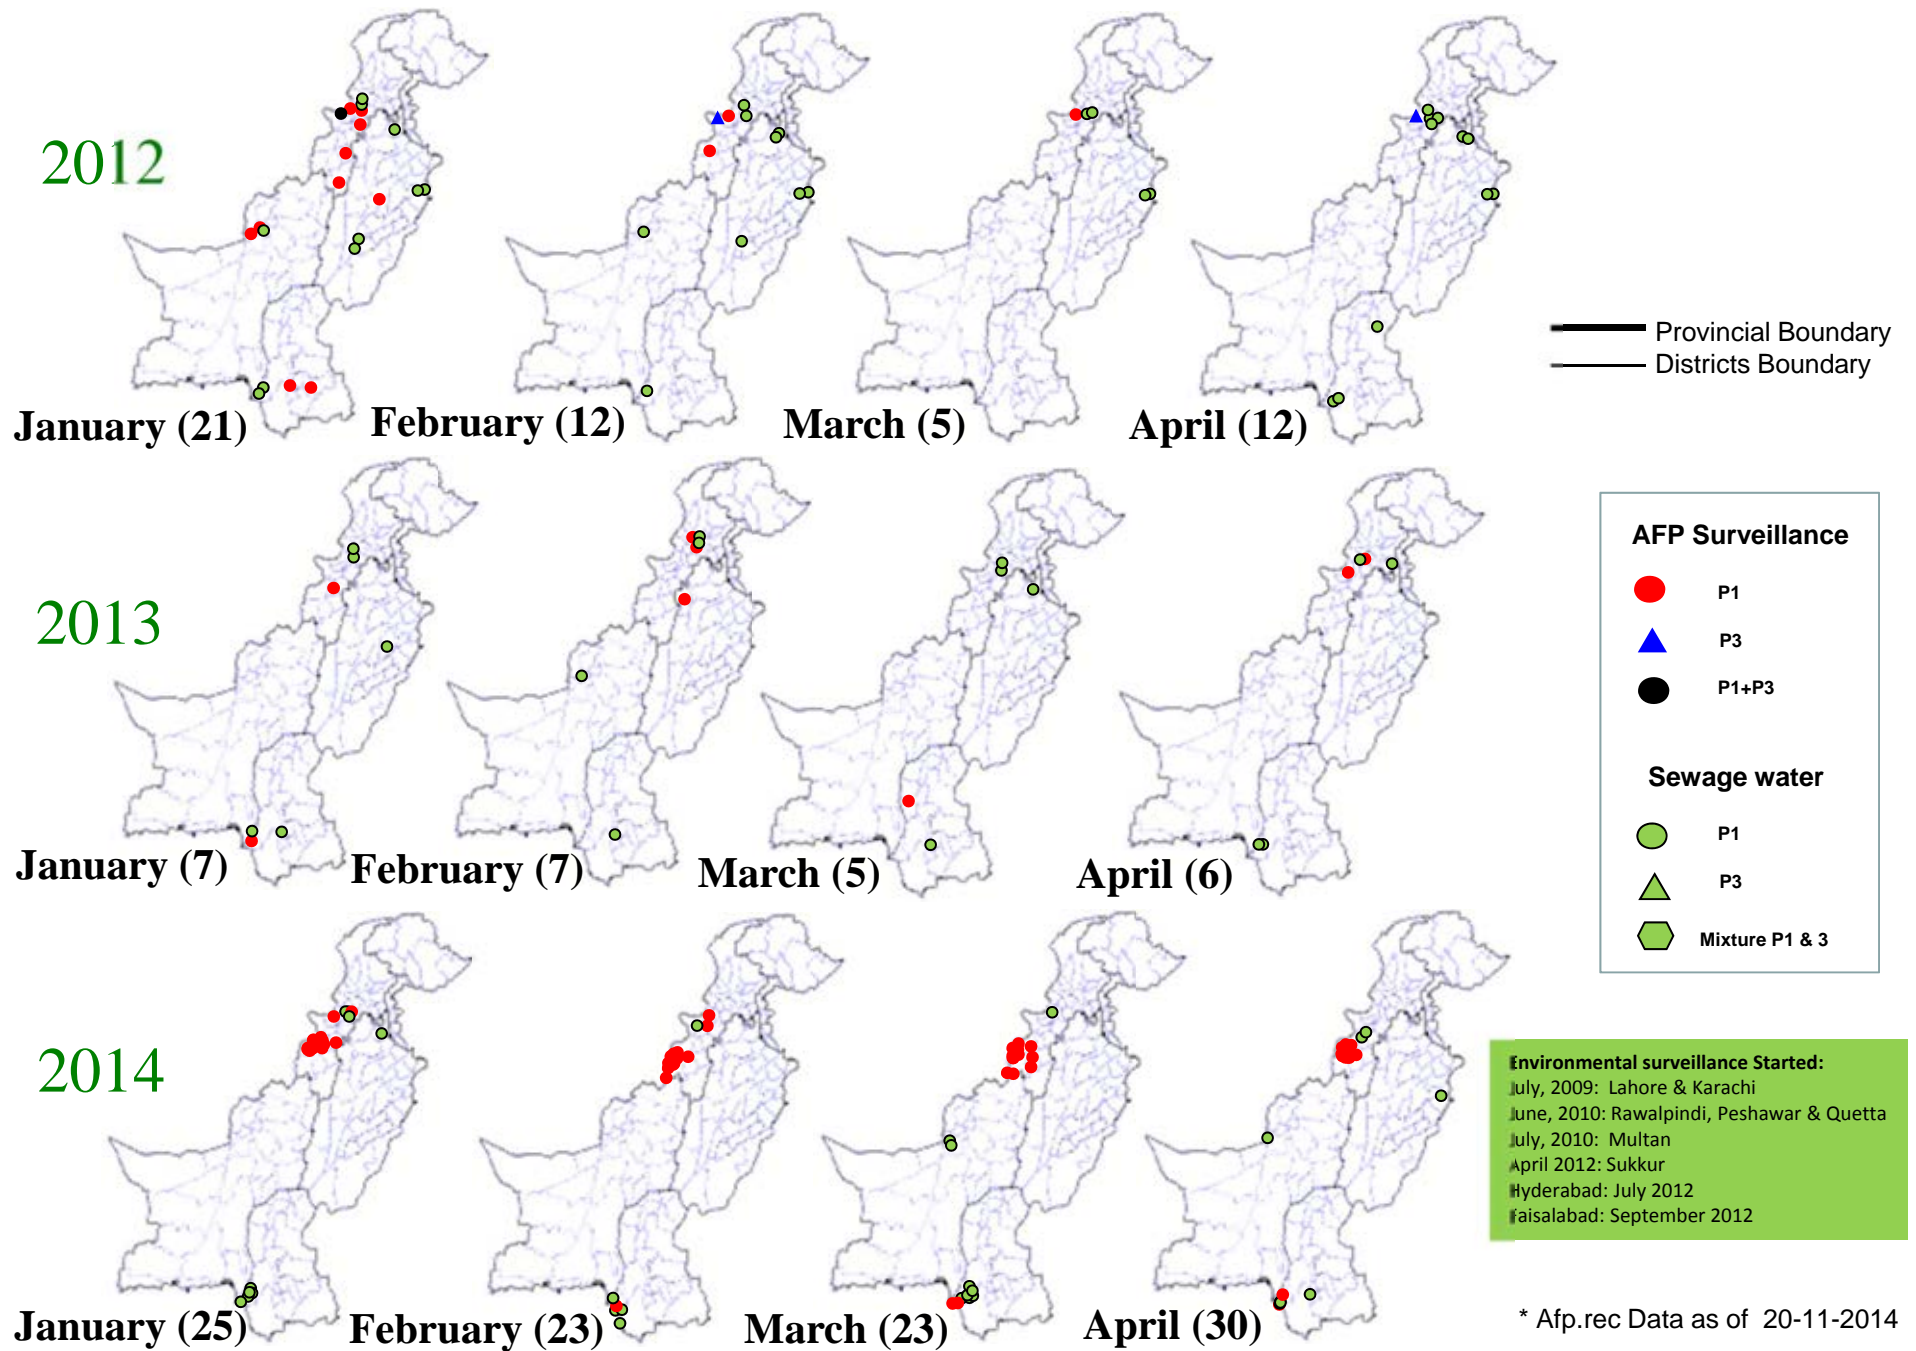 2012
January (21)
February (12)
March (5)
April (12)
Provincial Boundary
Districts Boundary
2013
January (7)
February (7)
March (5)
April (6)
AFP Surveillance
P1
P3
P1+P3
Sewage water
P1
P3
Mixture P1 & 3
2014
January (25)
February (23)
March (23)
April (30)
Environmental surveillance Started:
July, 2009: Lahore & Karachi
June, 2010: Rawalpindi, Peshawar & Quetta
July, 2010: Multan
April 2012: Sukkur
Hyderabad: July 2012
Faisalabad: September 2012
* Afp.rec Data as of 20-11-2014